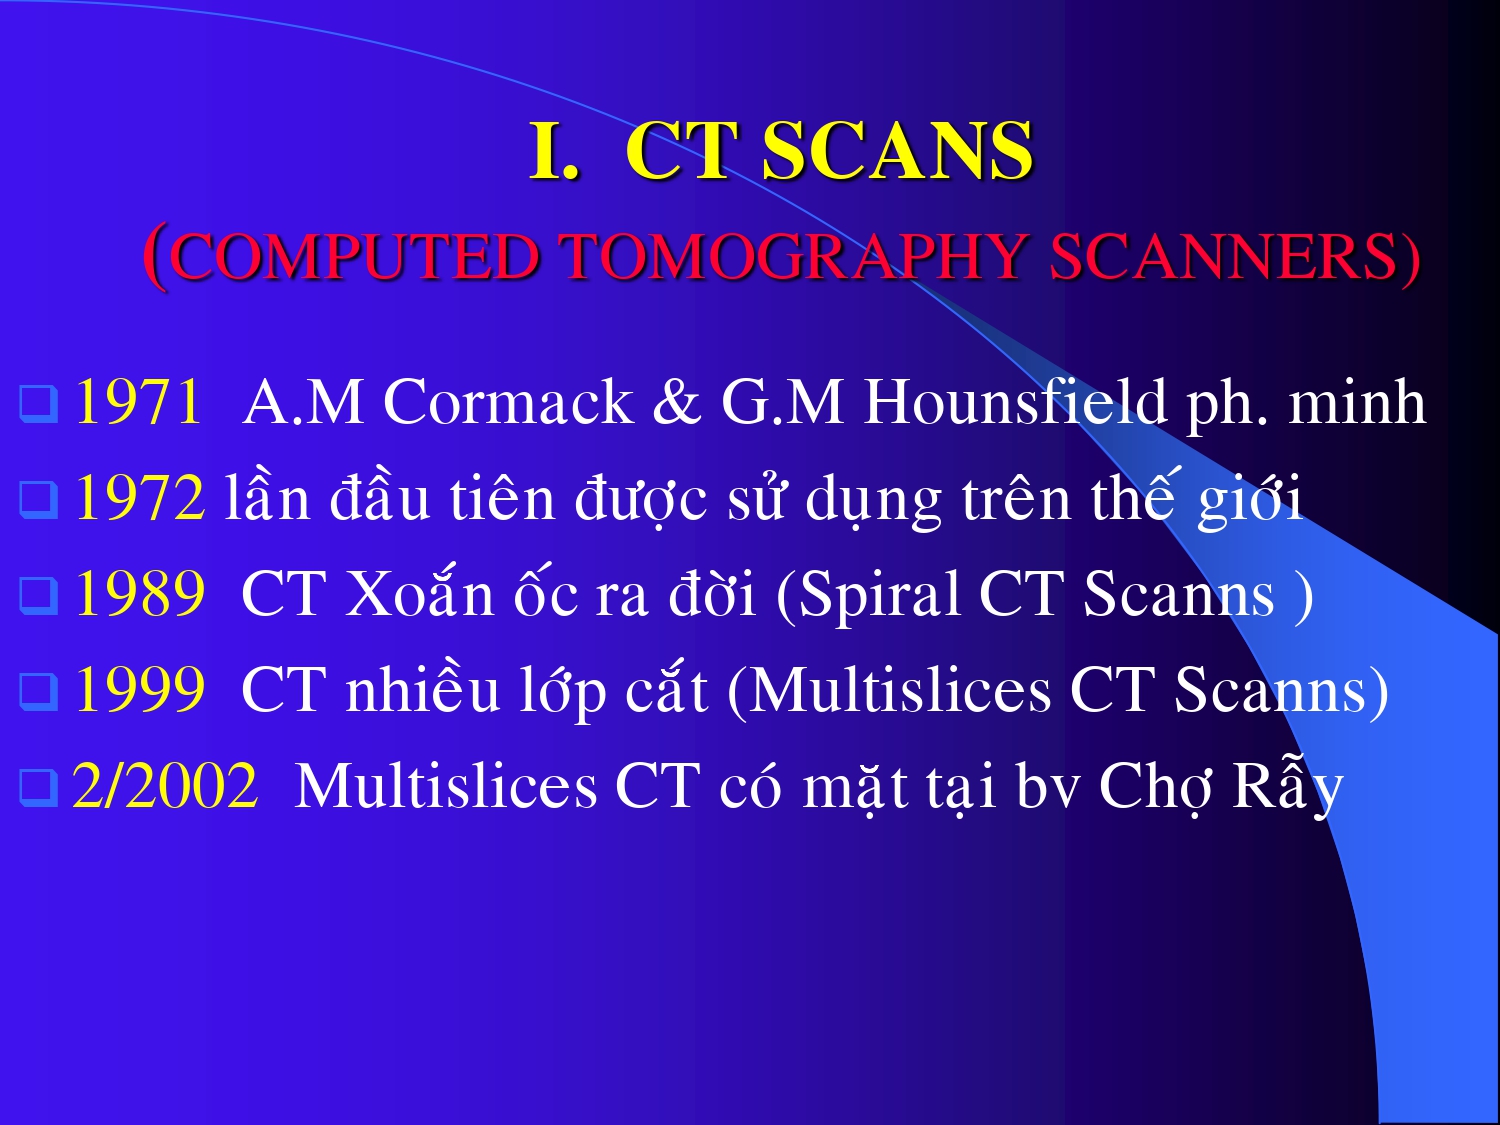 I. CT SCANS
(COMPUTED TOMOGRAPHY SCANNERS)
1971 A.M Cormack & G.M Hounsfield ph. minh
1972 lần đầu tiên được sử dụng trên thế giới
1989 CT Xoắn ốc ra đời (Spiral CT Scanns )
1999 CT nhiều lớp cắt (Multislices CT Scanns)
2/2002 Multislices CT có mặt tại bv Chợ Rẫy